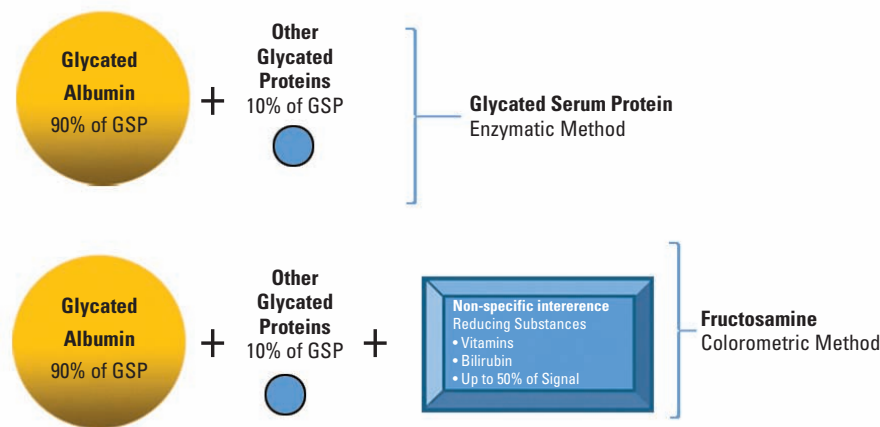 Glycated
Albumin
90% of GSP
+
Other
Glycated
Proteins
10% of GSP
Glycated Serum Protein
Enzymatic Method
Glycated
Albumin
90% of GSP
+
Other
Glycated
Proteins
10% of GSP
+
Non-specific intererence
Reducing Substances
• Vitamins
• Bilirubin
• Up to 50% of Signal
Fructosamine
Colorometric Method